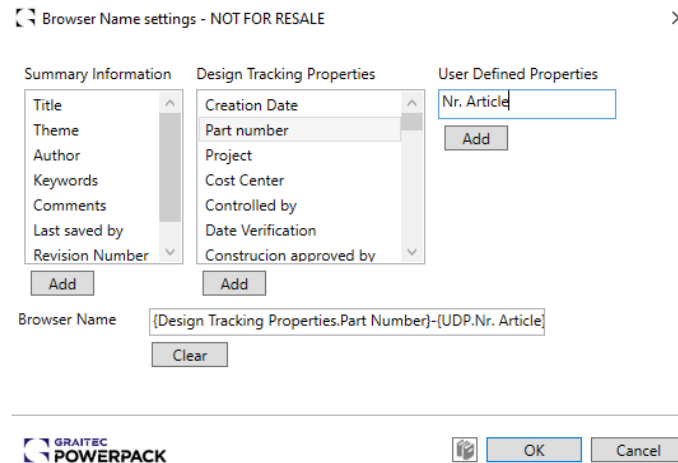 Browser Name settings - NOT FOR RESALE
Summary Information
Title
Theme
Author
Keywords
Comments
Last saved by
Revision Number
Add
Design Tracking Properties
Creation Date
Part number
Project
Cost Center
Controlled by
Date Verification
Construcion approved by
Add
User Defined Properties
Nr. Article
Add
Browser Name
{Design Tracking Properties.Part Number}-{UDP.Nr. Article}
Clear
GRAITEC
POWERPACK
OK
Cancel